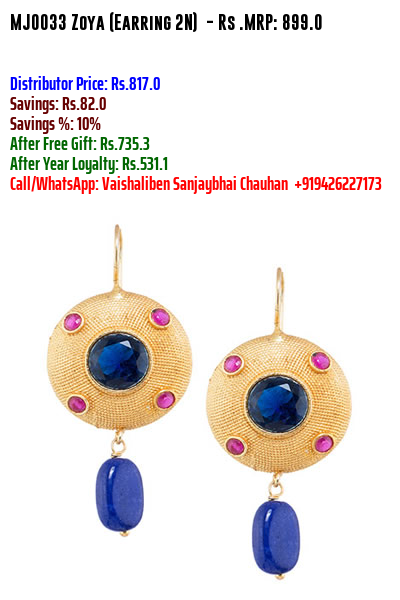 MJ0033 Zoya (Earring 2N) - Rs .MRP: 899.0
Distributor Price: Rs.817.0
Savings: Rs.82.0
Savings %: 10%
After Free Gift: Rs.735.3
After Year Loyalty: Rs.531.1
Call/WhatsApp: Vaishaliben Sanjaybhai Chauhan +919426227173